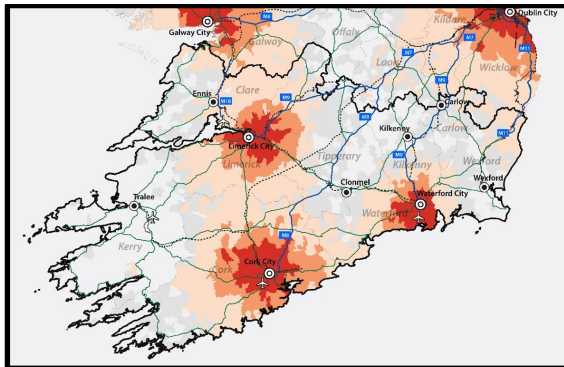 Dublin City
M6
Kildare
Galway City
Offaly
Galway
M7
M11
M7
Laois
Wicklow
M9
Clare
Ennis
M18
M9
Carlow
M8
Kilkenny
Carlow
M11
Limerick City
Tipperary
Limerick
M9
Kilkenny
Wexford
Clonmel
Wexford
Tralee
Waterford City
Waterford
Kerry
M8
Cork City
Cork